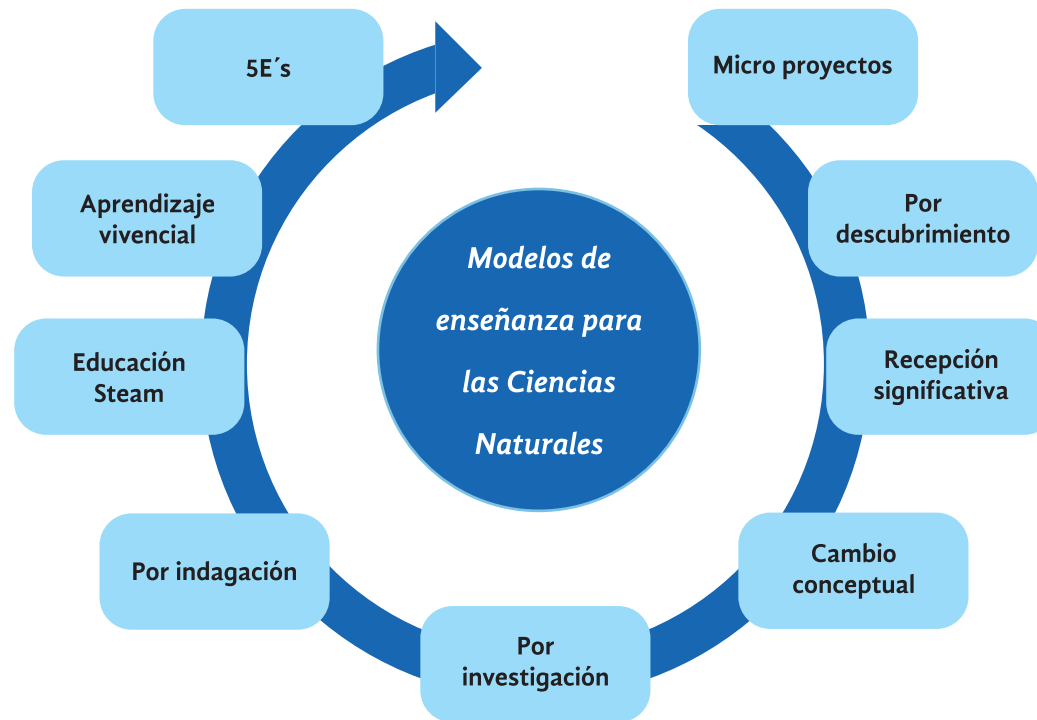 Modelos de
enseñanza para
las Ciencias
Naturales
Micro proyectos
Por
descubrimiento
Recepción
significativa
Cambio
conceptual
Por
investigación
Por indagación
Educación
Steam
Aprendizaje
vivencial
5E´s